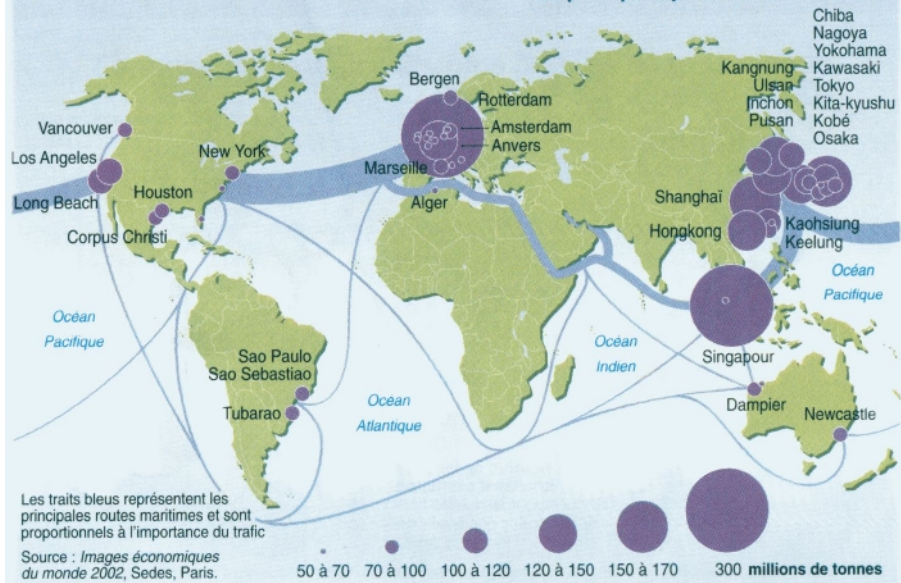 Chiba
Nagoya
Yokohama
Kangnung
Kawasaki
Ulsan
Tokyo
Jnchon
Kita-kyushu
Pusan
Kobé
Osaka
Bergen
Rotterdam
Amsterdam
Anvers
Vancouver
New York
Los Angeles
Marseille
Long Beach
Houston
Alger
Shanghaï
Corpus Christi
Hongkong
Kaohsiung
Keelung
Océan
Pacifique
Océan
Pacifique
Océan
Indien
Singapour
Sao Paulo
Sao Sebastiao
Tubarao
Océan
Atlantique
Dampier
Newcastle
Les traits bleus représentent les
principales routes maritimes et sont
proportionnels à l'importance du trafic
Source : Images économiques
du monde 2002, Sedes, Paris.
50 à 70
70 à 100
100 à 120
120 à 150
150 à 170
300 millions de tonnes